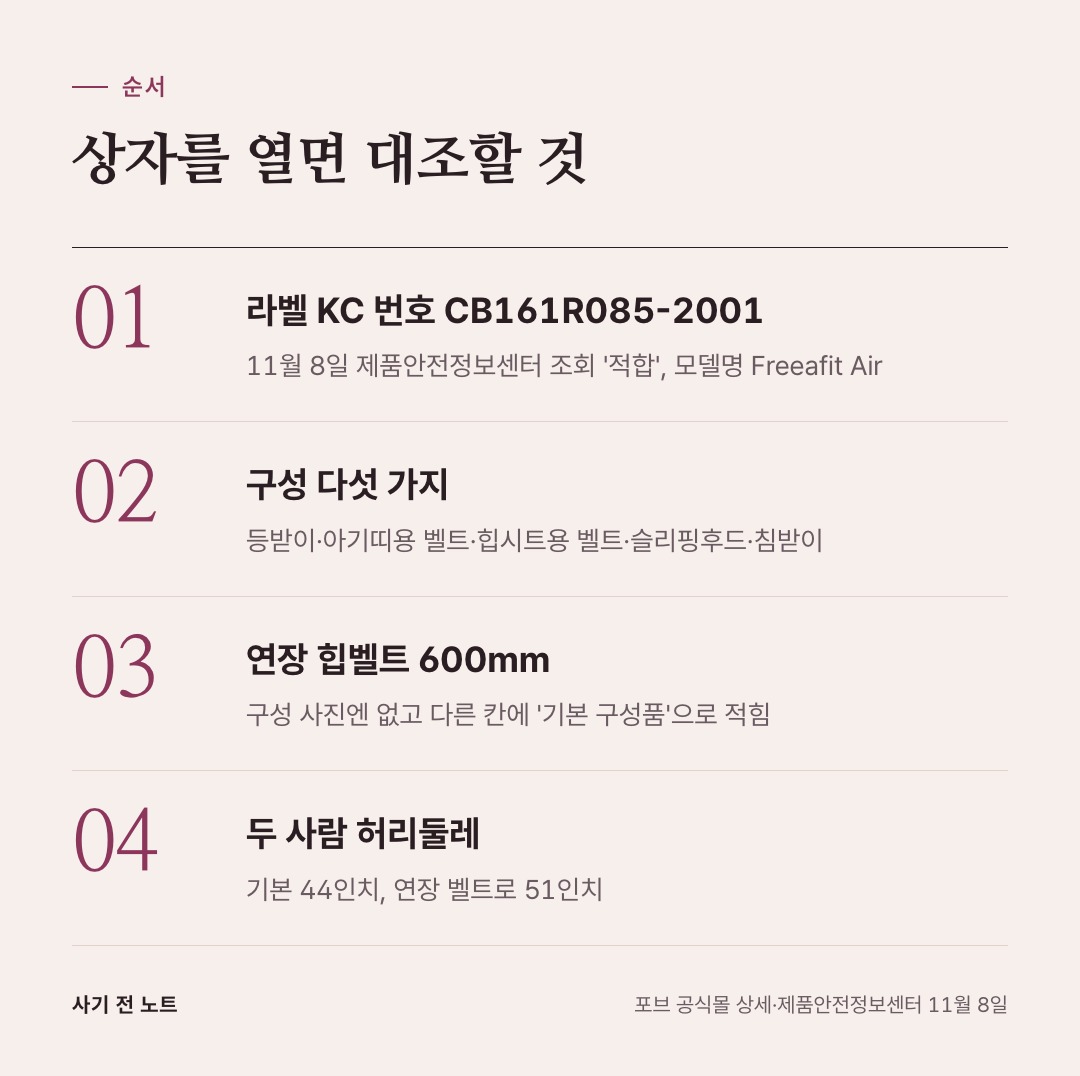 순서
상자를 열면 대조할 것
01
라벨 KC 번호 CB161R085-2001
11월 8일 제품안전정보센터 조회 '적합', 모델명 Freeafit Air
02
구성 다섯 가지
등받이·아기띠용 벨트·힙시트용 벨트·슬리핑후드·침받이
03
연장 힙벨트 600mm
구성 사진엔 없고 다른 칸에 '기본 구성품'으로 적힘
04
두 사람 허리둘레
기본 44인치, 연장 벨트로 51인치
사기 전 노트
포브 공식몰 상세·제품안전정보센터 11월 8일